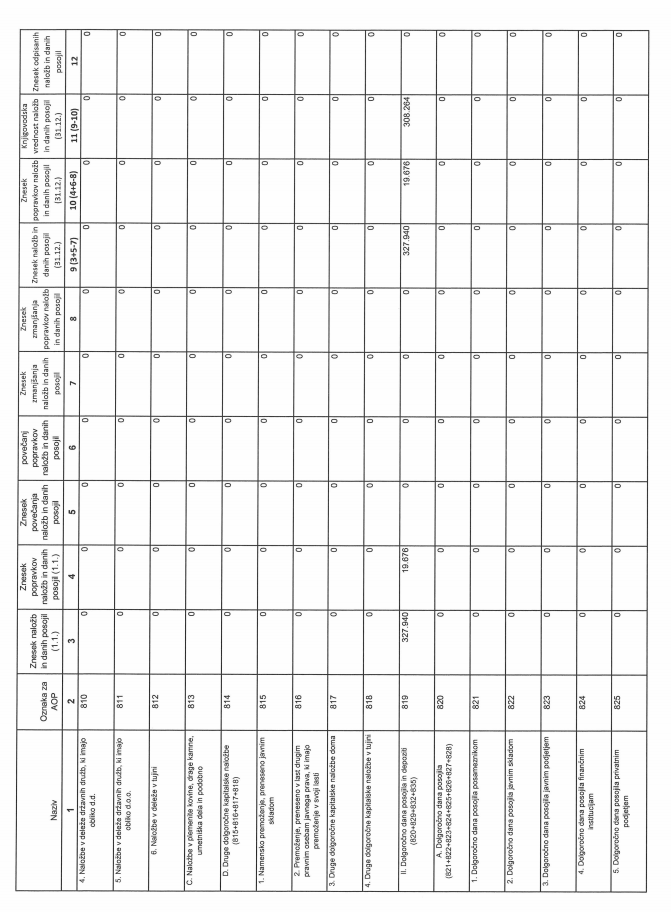 Naziv
Oznaka za
AOP
Znesek naložb
in danih posojil
(1.1.)
Znesek
popravkov
naložb in danih
posojil (1.1.)
Znesek
povečanja
naložb in danih
posojil
povečanj
popravkov
naložb in danih
posojil
Znesek
zmanjšanja
naložb in danih
posojil
Znesek
zmanjšanja
popravkov naložb
in danih posojil
Znesek naložb in
danih posojil
(31.12.)
Znesek
popravkov naložb
in danih posojil
(31.12.)
Knjigovodska
vrednost naložb
in danih posojil
(31.12.)
Znesek odpisanih
naložb in danih
posojil
1 2 3 4 5 6 7 8 9 (3+5-7) 10 (4+6-8) 11 (9-10) 12
4. Naložbe v deleže državnih družb, ki imajo
obliko d.d.
810 0 0 0 0 0 0 0 0 0 0
5. Naložbe v deleže državnih družb, ki imajo
obliko d.o.o.
811 0 0 0 0 0 0 0 0 0 0
6. Naložbe v deleže v tujini
812 0 0 0 0 0 0 0 0 0 0
C. Naložbe v plemenite kovine, drage kamne,
umetniška dela in podobno
813 0 0 0 0 0 0 0 0 0 0
D. Druge dolgoročne kapitalske naložbe
(815+816+817+818)
814 0 0 0 0 0 0 0 0 0 0
1. Namensko premoženje, preneseno javnim
skladom
815 0 0 0 0 0 0 0 0 0 0
2. Premoženje, preneseno v last drugim
pravnim osebam javnega prava, ki imajo
premoženje v svoji lasti
816 0 0 0 0 0 0 0 0 0 0
3. Druge dolgoročne kapitalske naložbe doma
817 0 0 0 0 0 0 0 0 0 0
4. Druge dolgoročne kapitalske naložbe v tujini
818 0 0 0 0 0 0 0 0 0 0
II. Dolgoročno dana posojila in depoziti
(820+829+832+835)
819 327.940 19.676 0 0 0 0 327.940 19.676 308.264 0
A. Dolgoročno dana posojila
(821+822+823+824+825+826+827+828)
820 0 0 0 0 0 0 0 0 0 0
1. Dolgoročno dana posojila posameznikom
821 0 0 0 0 0 0 0 0 0 0
2. Dolgoročno dana posojila javnim skladom
822 0 0 0 0 0 0 0 0 0 0
3. Dolgoročno dana posojila javnim podjetjem
823 0 0 0 0 0 0 0 0 0 0
4. Dolgoročno dana posojila finančnim
institucijam
824 0 0 0 0 0 0 0 0 0 0
5. Dolgoročno dana posojila privatnim
podjetjem
825 0 0 0 0 0 0 0 0 0 0